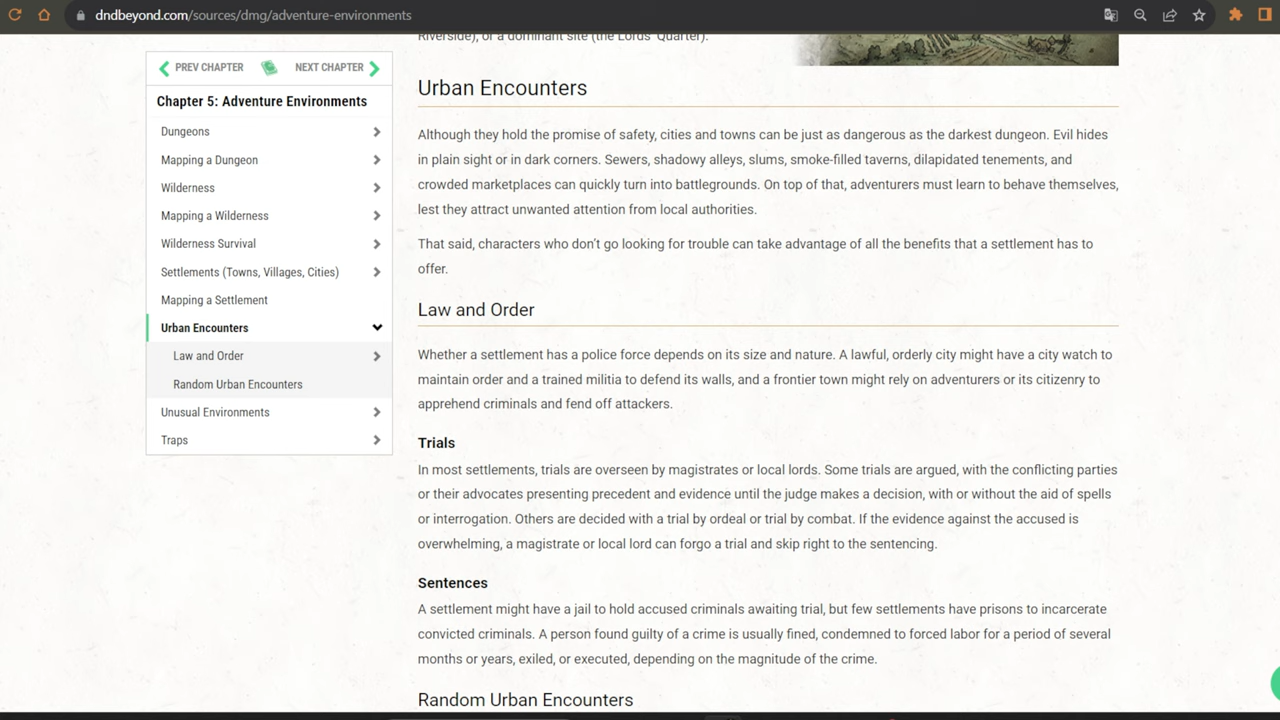 dndbeyond.com/sources/dmg/adventure-environments
Riverside), or a dominant site (the Lords' Quarter).
PREV CHAPTER
NEXT CHAPTER
Chapter 5: Adventure Environments
Dungeons
Mapping a Dungeon
Wilderness
Mapping a Wilderness
Wilderness Survival
Settlements (Towns, Villages, Cities)
Mapping a Settlement
Urban Encounters
Law and Order
Random Urban Encounters
Unusual Environments
Traps
Urban Encounters
Although they hold the promise of safety, cities and towns can be just as dangerous as the darkest dungeon. Evil hides
in plain sight or in dark corners. Sewers, shadowy alleys, slums, smoke-filled taverns, dilapidated tenements, and
crowded marketplaces can quickly turn into battlegrounds. On top of that, adventurers must learn to behave themselves,
lest they attract unwanted attention from local authorities.
That said, characters who don't go looking for trouble can take advantage of all the benefits that a settlement has to
offer.
Law and Order
Whether a settlement has a police force depends on its size and nature. A lawful, orderly city might have a city watch to
maintain order and a trained militia to defend its walls, and a frontier town might rely on adventurers or its citizenry to
apprehend criminals and fend off attackers.
Trials
In most settlements, trials are overseen by magistrates or local lords. Some trials are argued, with the conflicting parties
or their advocates presenting precedent and evidence until the judge makes a decision, with or without the aid of spells
or interrogation. Others are decided with a trial by ordeal or trial by combat. If the evidence against the accused is
overwhelming, a magistrate or local lord can forgo a trial and skip right to the sentencing.
Sentences
A settlement might have a jail to hold accused criminals awaiting trial, but few settlements have prisons to incarcerate
convicted criminals. A person found guilty of a crime is usually fined, condemned to forced labor for a period of several
months or years, exiled, or executed, depending on the magnitude of the crime.
Random Urban Encounters